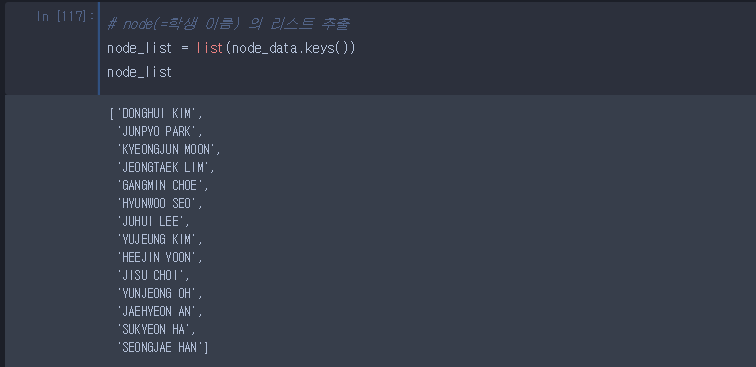 In [117]:
# node(=학생 이름) 의 리스트 추출
node_list = list(node_data.keys())
node_list
['DONGHUI KIM',
'JUNPYO PARK',
'KYEONGJUN MOON',
'JEONGTAEK LIM',
'GANGMIN CHOE',
'HYUNWOO SEO',
'JUHUI LEE',
'YUJEUNG KIM',
'HEEJIN YOON',
'JISU CHOI',
'YUNJEONG OH',
'JAEHYEON AN',
'SUKYEON HA',
'SEONGJAE HAN']